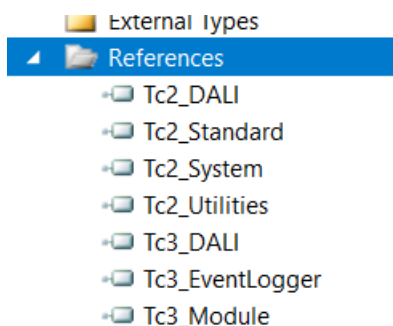 External Types
References
Tc2_DALI
Tc2_Standard
Tc2_System
Tc2_Utilities
Tc3_DALI
Tc3_EventLogger
Tc3_Module